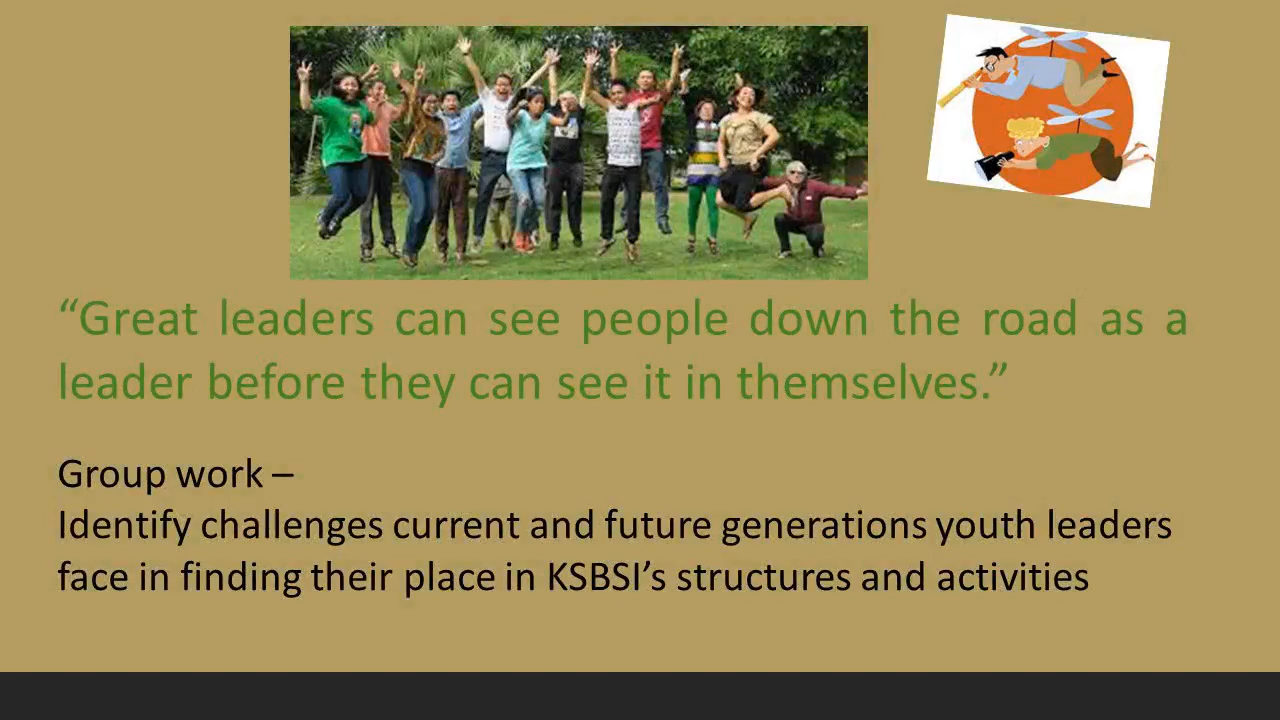 “Great leaders can see people down the road as a
leader before they can see it in themselves.”
Group work –
Identify challenges current and future generations youth leaders
face in finding their place in KSBSI’s structures and activities